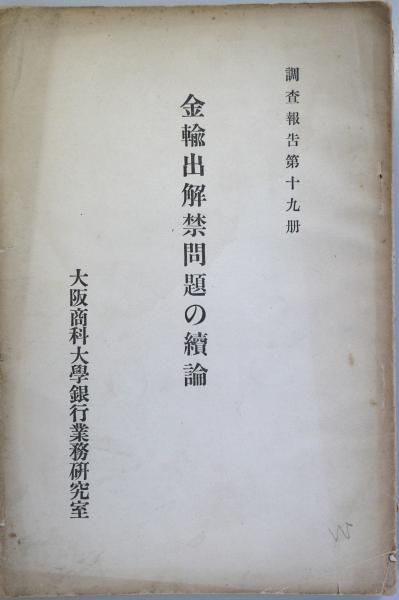 調査報告第十九册
金輸出解禁問題の續論
大阪商科大學銀行業務研究室